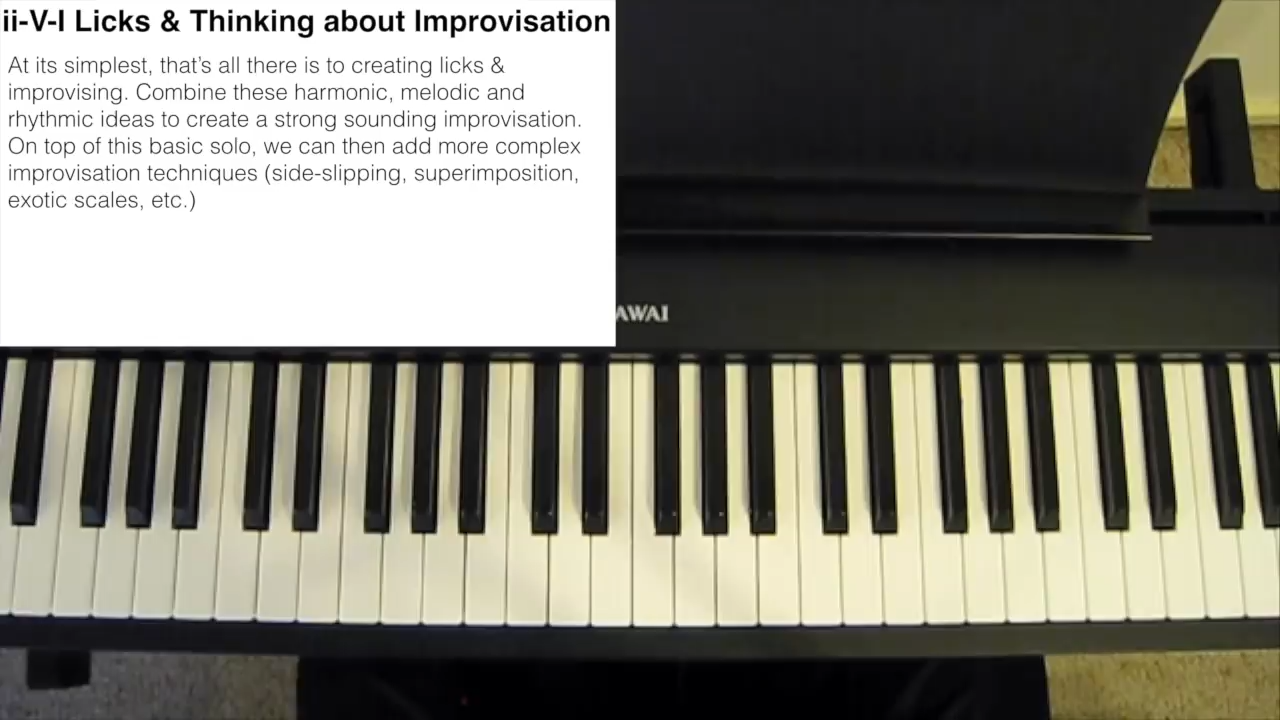 ii-V-I Licks & Thinking about Improvisation
At its simplest, that's all there is to creating licks &
improvising. Combine these harmonic, melodic and
rhythmic ideas to create a strong sounding improvisation.
On top of this basic solo, we can then add more complex
improvisation techniques (side-slipping, superimposition,
exotic scales, etc.)
AWAI